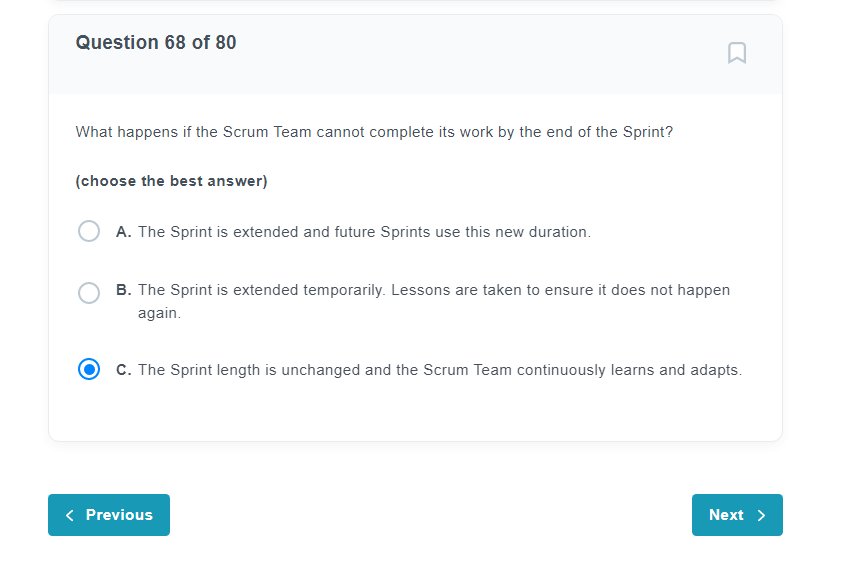 Question 68 of 80
What happens if the Scrum Team cannot complete its work by the end of the Sprint?
(choose the best answer)
A. The Sprint is extended and future Sprints use this new duration.
B. The Sprint is extended temporarily. Lessons are taken to ensure it does not happen
again.
C. The Sprint length is unchanged and the Scrum Team continuously learns and adapts.
Previous
Next